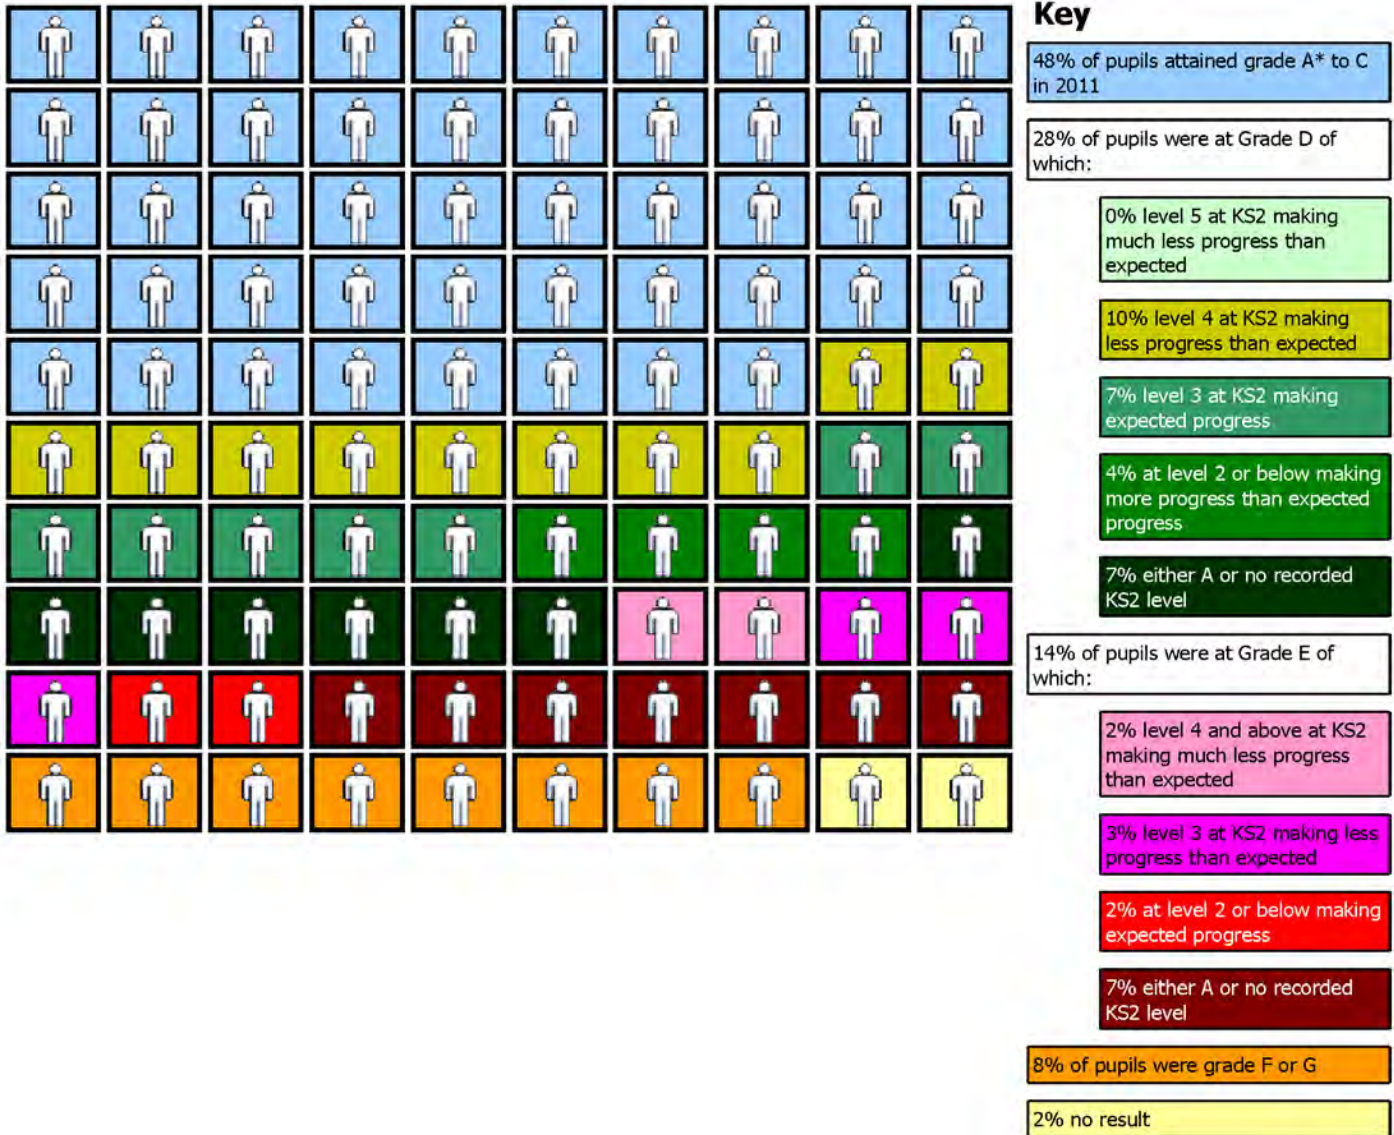 Key
48% of pupils attained grade A* to C
in 2011
28% of pupils were at Grade D of
which:
0% level 5 at KS2 making
much less progress than
expected
10% level 4 at KS2 making
less progress than expected
7% level 3 at KS2 making
expected progress
4% at level 2 or below making
more progress than expected
progress
7% either A or no recorded
KS2 level
14% of pupils were at Grade E of
which:
2% level 4 and above at KS2
making much less progress
than expected
3% level 3 at KS2 making less
progress than expected
2% at level 2 or below making
expected progress
7% either A or no recorded
KS2 level
8% of pupils were grade F or G
2% no result